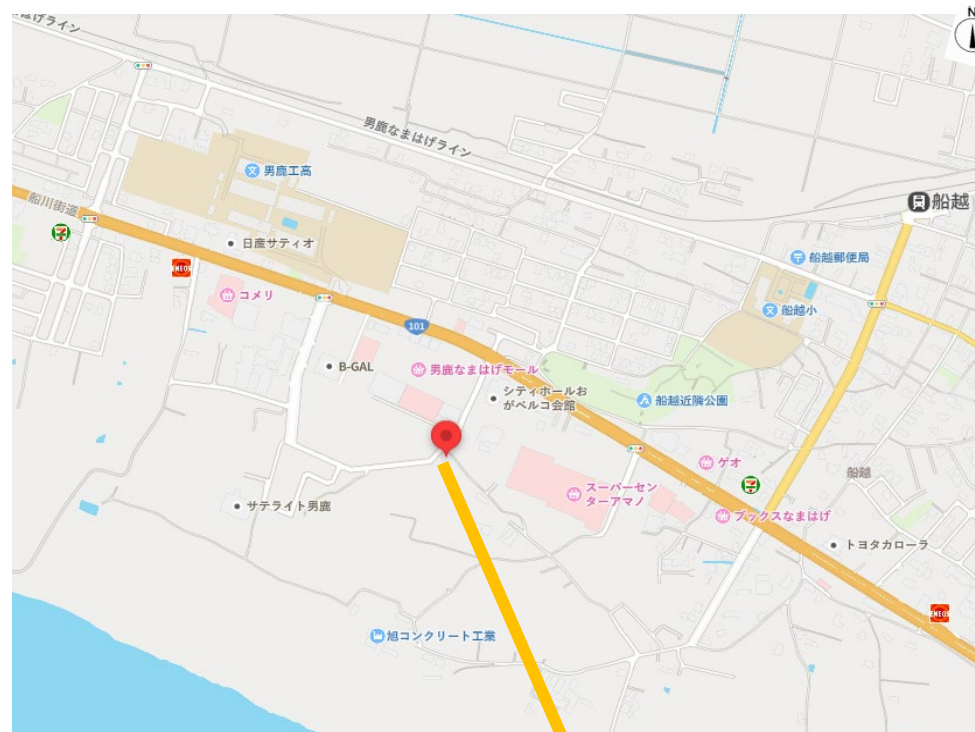 N
男鹿なまはげライン
男鹿なまはげライン
男鹿工高
船川街道
船越
日産サティオ
船越郵便局
ENEOS
コメリ
船越小
101
B-GAL
男鹿なまはげモール
シティホールお
がベルコ会館
船越近隣公園
ゲオ
船越
7
7
スーパーセン
ターアマノ
サテライト男鹿
ブックスなまはげ
トヨタカローラ
ENEOS
旭コンクリート工業